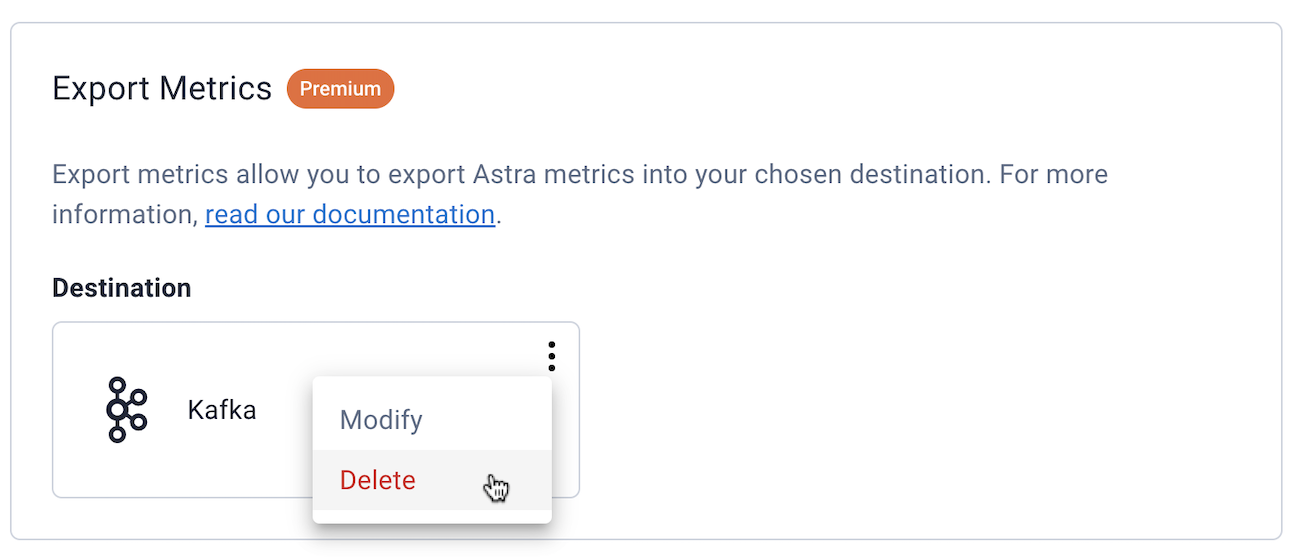 Export Metrics Premium
Export metrics allow you to export Astra metrics into your chosen destination. For more
information, read our documentation.
Destination
Kafka
Modify
Delete